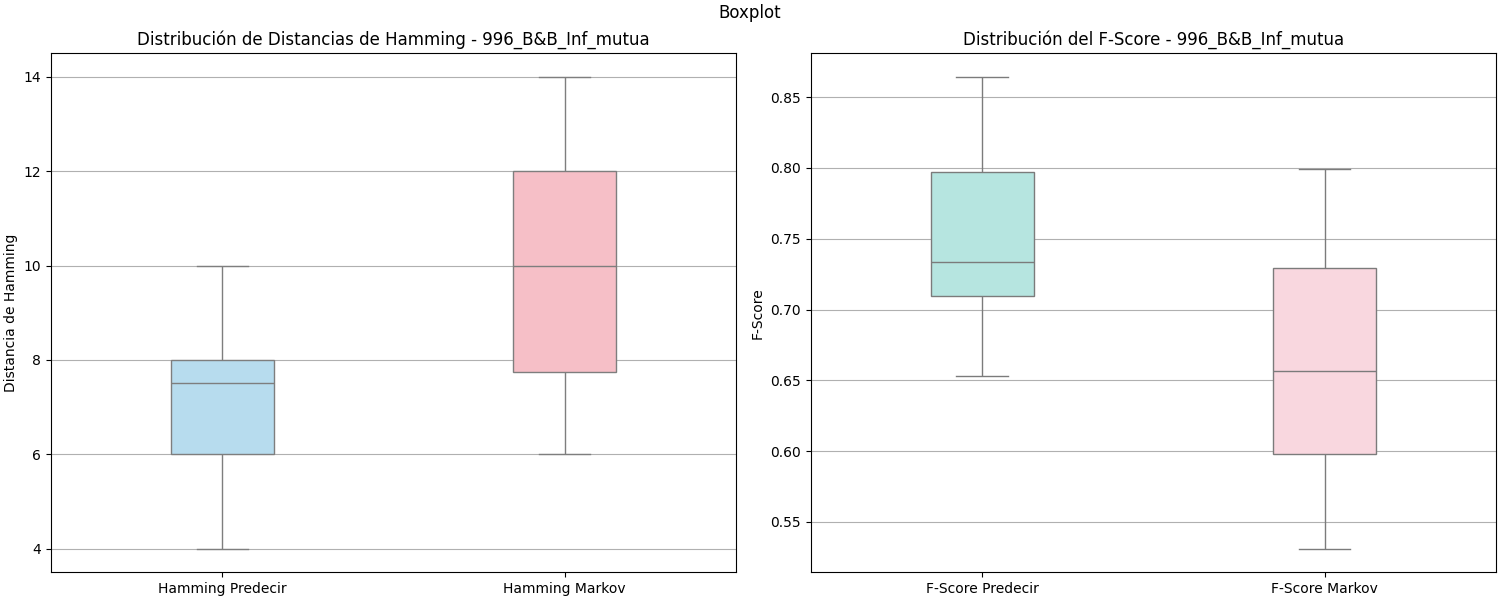 Boxplot
Distribución de Distancias de Hamming - 996_B&B_Inf_mutua
Distancia de Hamming
14
12
10
8
6
4
Hamming Predecir
Hamming Markov
Distribución del F-Score - 996_B&B_Inf_mutua
F-Score
0.85
0.80
0.75
0.70
0.65
0.60
0.55
F-Score Predecir
F-Score Markov